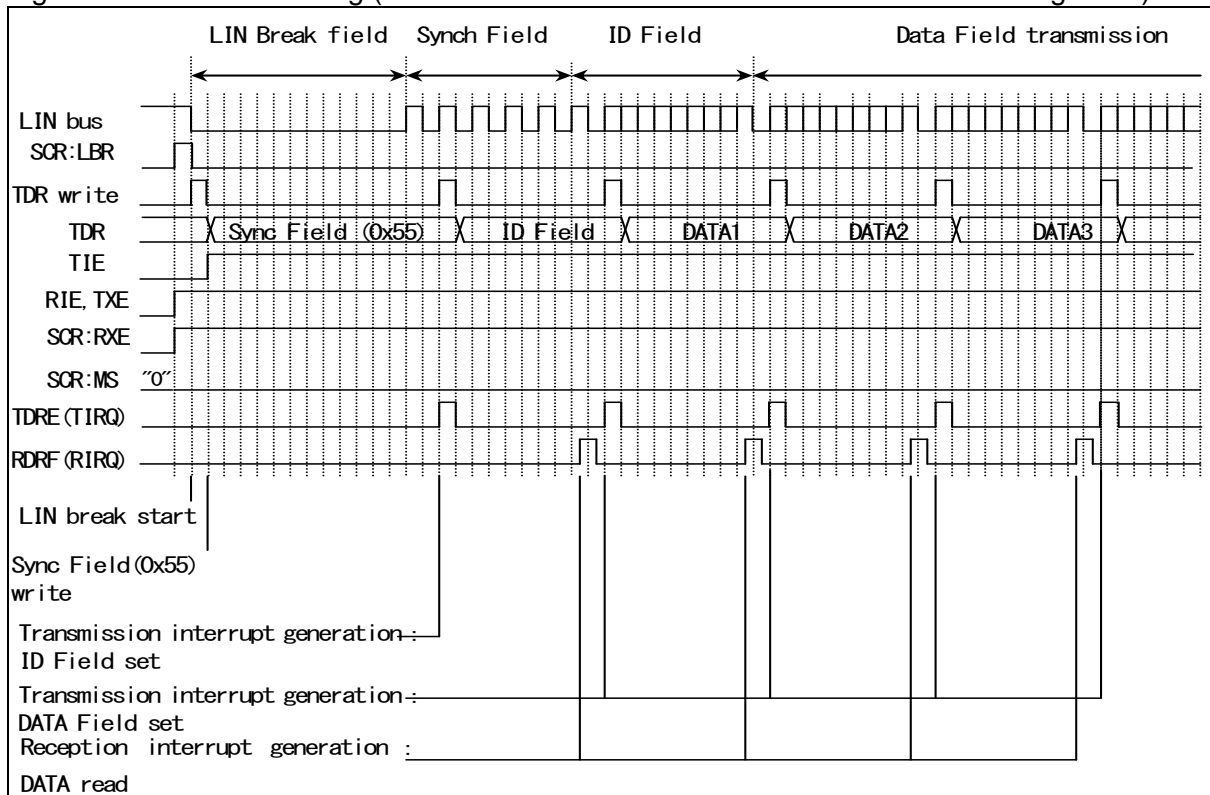 LIN Break field Synch Field ID Field Data Field transmission
LIN bus
SCR:LBR
TDR write
TDR Sync Field (0x55) ID Field DATA1 DATA2 DATA3
TIE
RIE,TXE
SCR:RXE
SCR:MS "0"
TDRE(TIRQ)
RDRF(RIRQ)
LIN break start
Sync Field(0x55)
write
Transmission interrupt generation :
ID Field set
Transmission interrupt generation :
DATA Field set
Reception interrupt generation :
DATA read